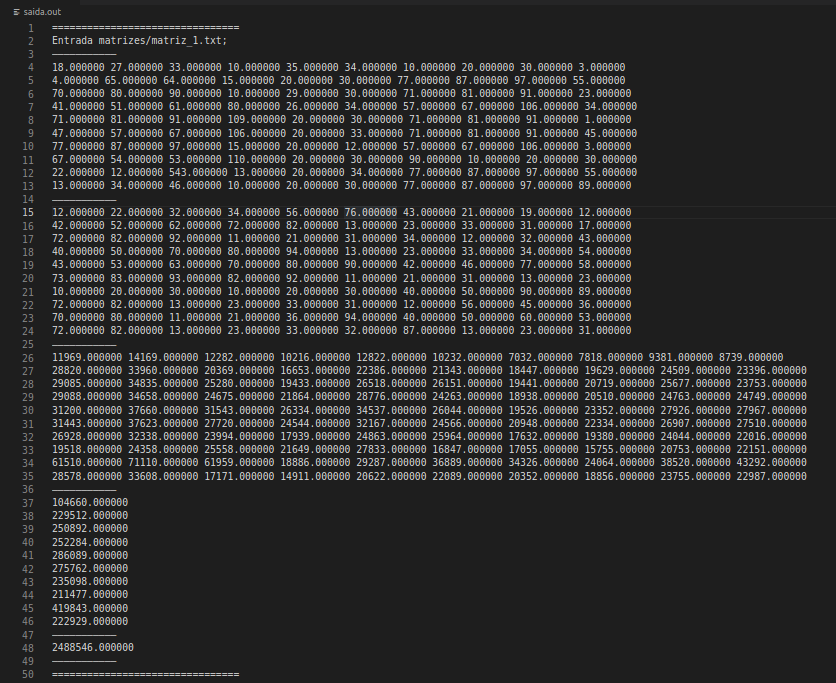 saida.out
1 ================================
2 Entrada matrizes/matriz_1.txt;
3 ———————————
4 18.000000 27.000000 33.000000 10.000000 35.000000 34.000000 10.000000 20.000000 30.000000 3.000000
5 4.000000 65.000000 64.000000 15.000000 20.000000 30.000000 77.000000 87.000000 97.000000 55.000000
6 70.000000 80.000000 90.000000 10.000000 29.000000 30.000000 71.000000 81.000000 91.000000 23.000000
7 41.000000 51.000000 61.000000 80.000000 26.000000 34.000000 57.000000 67.000000 106.000000 34.000000
8 71.000000 81.000000 91.000000 109.000000 20.000000 30.000000 71.000000 81.000000 91.000000 1.000000
9 47.000000 57.000000 67.000000 106.000000 20.000000 33.000000 71.000000 81.000000 91.000000 45.000000
10 77.000000 87.000000 97.000000 15.000000 20.000000 12.000000 57.000000 67.000000 106.000000 3.000000
11 67.000000 54.000000 53.000000 110.000000 20.000000 30.000000 90.000000 10.000000 20.000000 30.000000
12 22.000000 12.000000 543.000000 13.000000 20.000000 34.000000 77.000000 87.000000 97.000000 55.000000
13 13.000000 34.000000 46.000000 10.000000 20.000000 30.000000 77.000000 87.000000 97.000000 89.000000
14 ———————————
15 12.000000 22.000000 32.000000 34.000000 56.000000 76.000000 43.000000 21.000000 19.000000 12.000000
16 42.000000 52.000000 62.000000 72.000000 82.000000 13.000000 23.000000 33.000000 31.000000 17.000000
17 72.000000 82.000000 92.000000 11.000000 21.000000 31.000000 34.000000 12.000000 32.000000 43.000000
18 40.000000 50.000000 70.000000 80.000000 94.000000 13.000000 23.000000 33.000000 34.000000 54.000000
19 43.000000 53.000000 63.000000 70.000000 80.000000 90.000000 42.000000 46.000000 77.000000 58.000000
20 73.000000 83.000000 93.000000 82.000000 92.000000 11.000000 21.000000 31.000000 13.000000 23.000000
21 10.000000 20.000000 30.000000 10.000000 20.000000 30.000000 40.000000 50.000000 90.000000 89.000000
22 72.000000 82.000000 13.000000 23.000000 33.000000 31.000000 12.000000 56.000000 45.000000 36.000000
23 70.000000 80.000000 11.000000 21.000000 36.000000 94.000000 40.000000 50.000000 60.000000 53.000000
24 72.000000 82.000000 13.000000 23.000000 33.000000 32.000000 87.000000 13.000000 23.000000 31.000000
25 ———————————
26 11969.000000 14169.000000 12282.000000 10216.000000 12822.000000 10232.000000 7032.000000 7818.000000 9381.000000 8739.000000
27 28820.000000 33960.000000 20369.000000 16653.000000 22386.000000 21343.000000 18447.000000 19629.000000 24509.000000 23396.000000
28 29085.000000 34835.000000 25280.000000 19433.000000 26518.000000 26151.000000 19441.000000 20719.000000 25677.000000 23753.000000
29 29088.000000 34658.000000 24675.000000 21864.000000 28776.000000 24263.000000 18938.000000 20510.000000 24763.000000 24749.000000
30 31200.000000 37660.000000 31543.000000 26334.000000 34537.000000 26044.000000 19526.000000 23352.000000 27926.000000 27967.000000
31 31443.000000 37623.000000 27720.000000 24544.000000 32167.000000 24566.000000 20948.000000 22334.000000 26907.000000 27510.000000
32 26928.000000 32338.000000 23994.000000 17939.000000 24863.000000 25964.000000 17632.000000 19380.000000 24044.000000 22016.000000
33 19518.000000 24358.000000 25558.000000 21649.000000 27833.000000 16847.000000 17055.000000 15755.000000 20753.000000 22151.000000
34 61510.000000 71110.000000 61959.000000 18886.000000 29287.000000 36889.000000 34326.000000 24064.000000 38520.000000 43292.000000
35 28578.000000 33608.000000 17171.000000 14911.000000 20622.000000 22089.000000 20352.000000 18856.000000 23755.000000 22987.000000
36 ———————————
37 104660.000000
38 229512.000000
39 250892.000000
40 252284.000000
41 286089.000000
42 275762.000000
43 235098.000000
44 211477.000000
45 419843.000000
46 222929.000000
47 ———————————
48 2488546.000000
49 ———————————
50 ================================